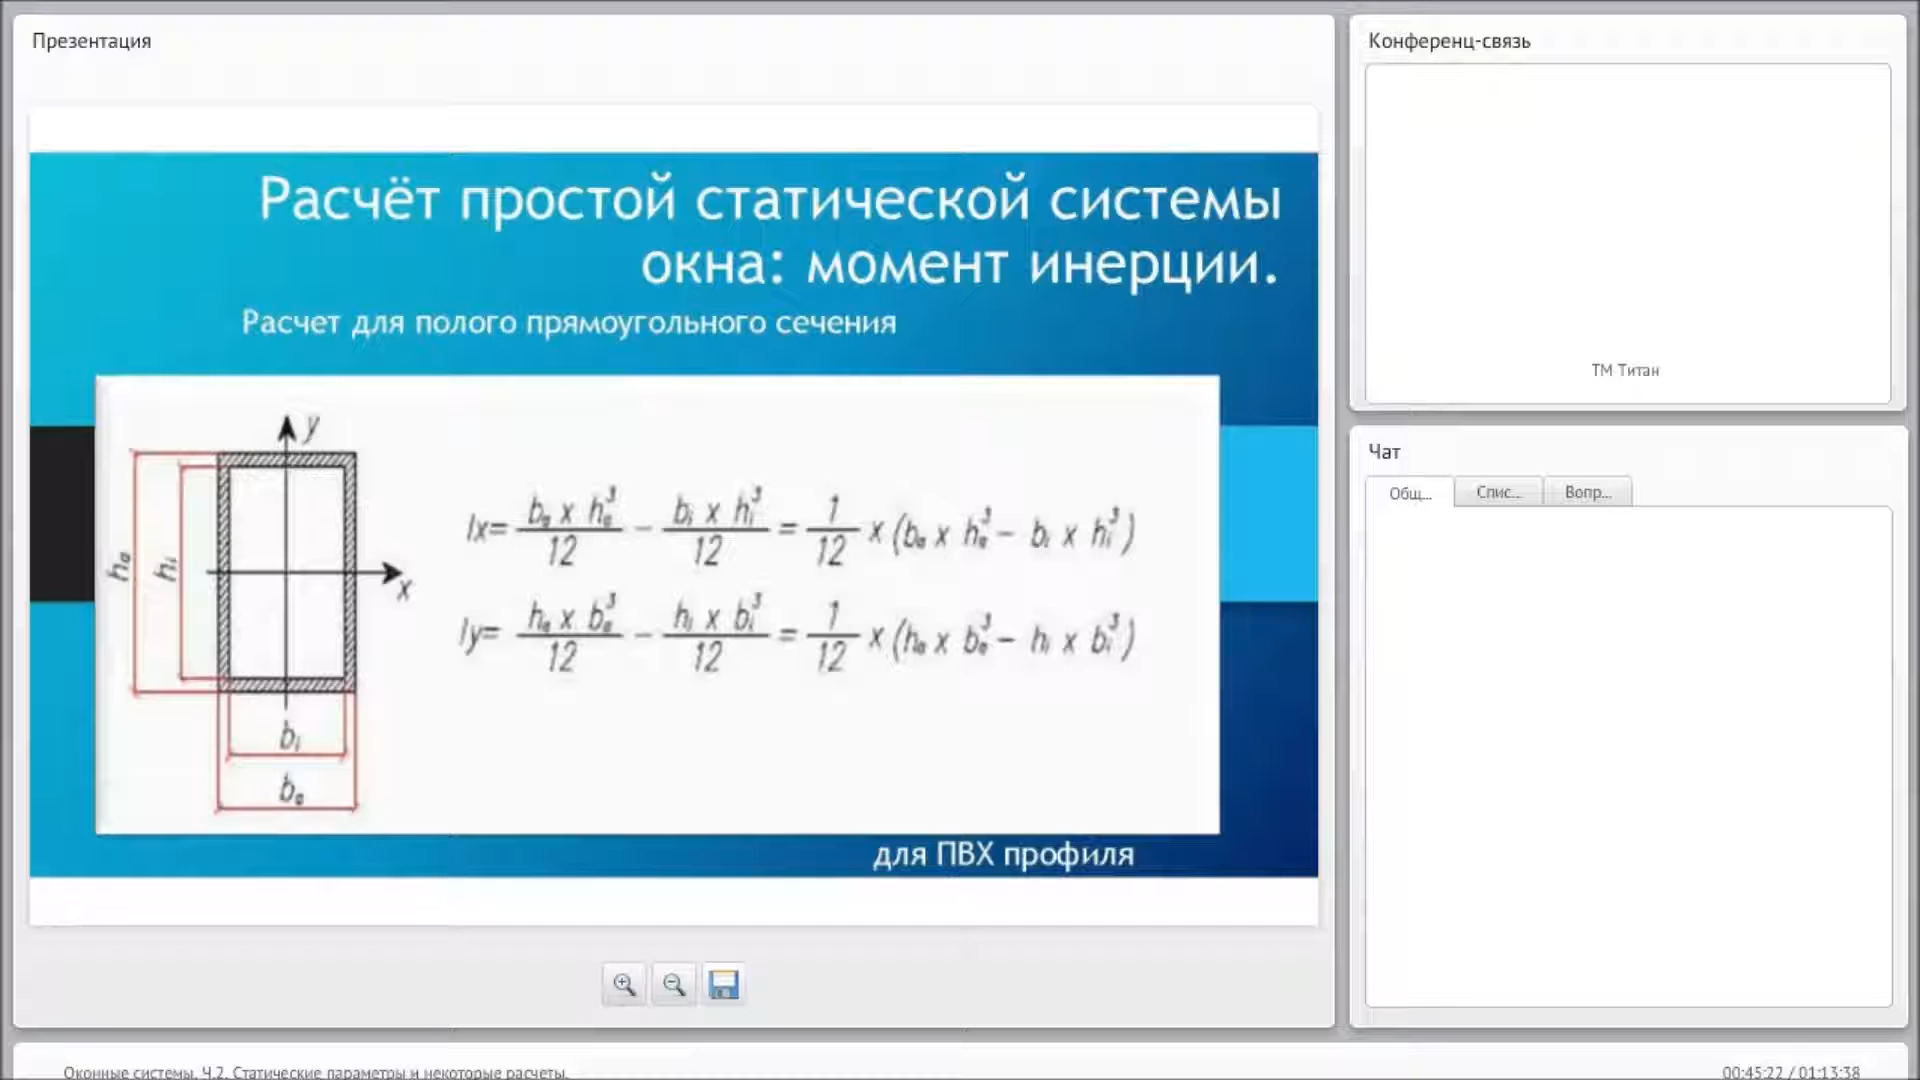 Презентация
Расчёт простой статической системы
окна: момент инерции.
Расчет для полого прямоугольного сечения
y
x
hₐ
hᵢ
bᵢ
bₐ
Ix= bₐ x hₐ³/12 - bᵢ x hᵢ³/12 = 1/12 x (bₐ x hₐ³ - bᵢ x hᵢ³)
Iy= hₐ x bₐ³/12 - hᵢ x bᵢ³/12 = 1/12 x (hₐ x bₐ³ - hᵢ x bᵢ³)
для ПВХ профиля
Конференц-связь
ТМ Титан
Чат
Общ... Спис... Вопр...
Оконные системы. Ч.2. Статические параметры и некоторые расчеты.
00:45:22 / 01:13:38